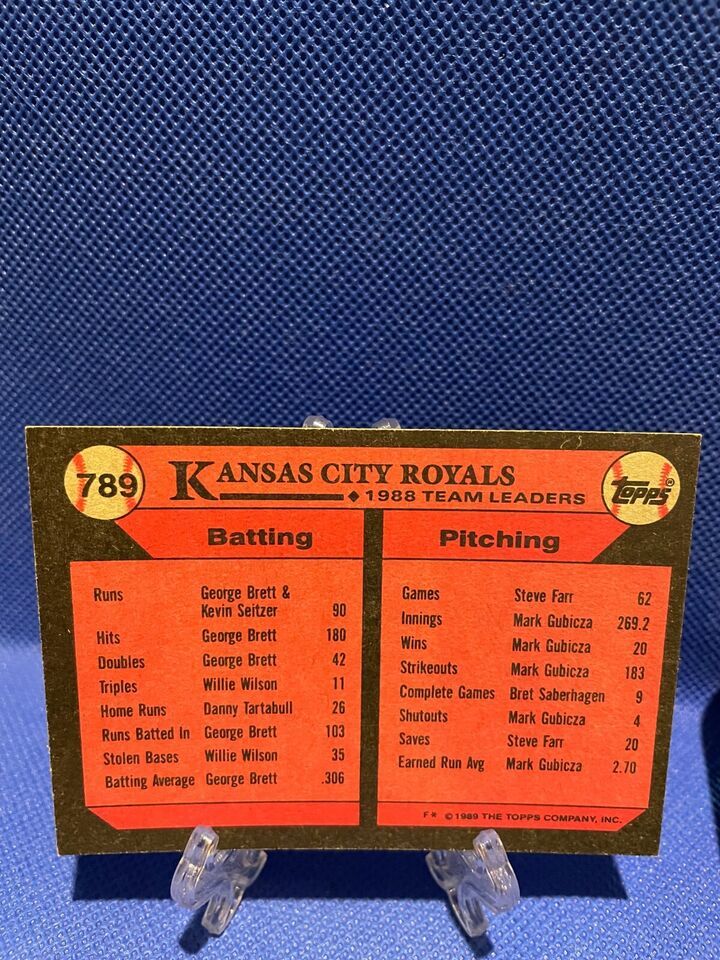 789
KANSAS CITY ROYALS
◆ 1988 TEAM LEADERS
Topps®
Batting
Runs George Brett &
Kevin Seitzer 90
Hits George Brett 180
Doubles George Brett 42
Triples Willie Wilson 11
Home Runs Danny Tartabull 26
Runs Batted In George Brett 103
Stolen Bases Willie Wilson 35
Batting Average George Brett .306
Pitching
Games Steve Farr 62
Innings Mark Gubicza 269.2
Wins Mark Gubicza 20
Strikeouts Mark Gubicza 183
Complete Games Bret Saberhagen 9
Shutouts Mark Gubicza 4
Saves Steve Farr 20
Earned Run Avg Mark Gubicza 2.70
F* © 1989 THE TOPPS COMPANY, INC.